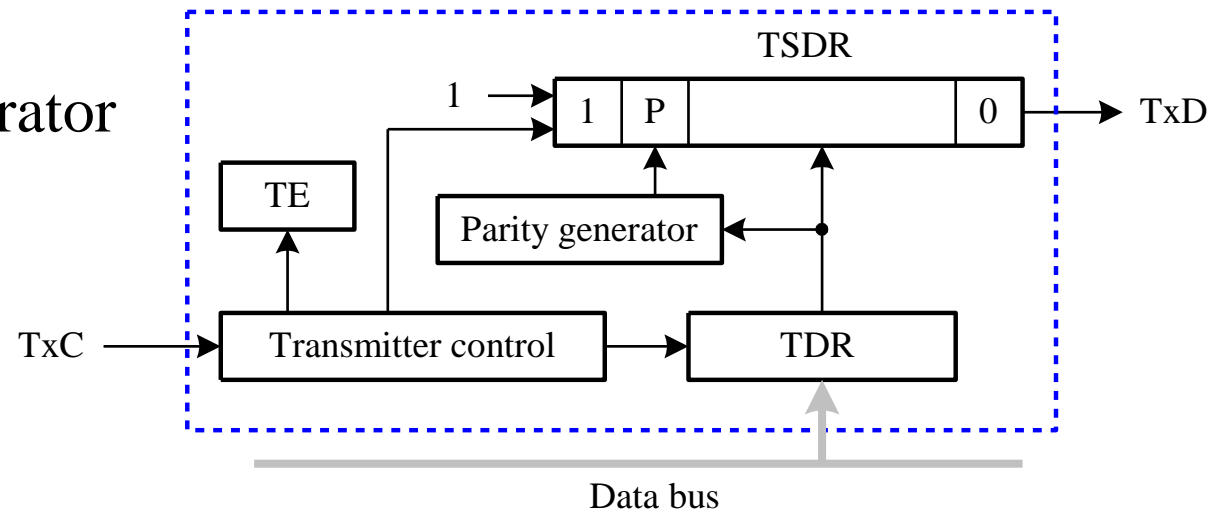 TSDR
rator
1
1 P 0
TxD
TE
Parity generator
TxC
Transmitter control
TDR
Data bus